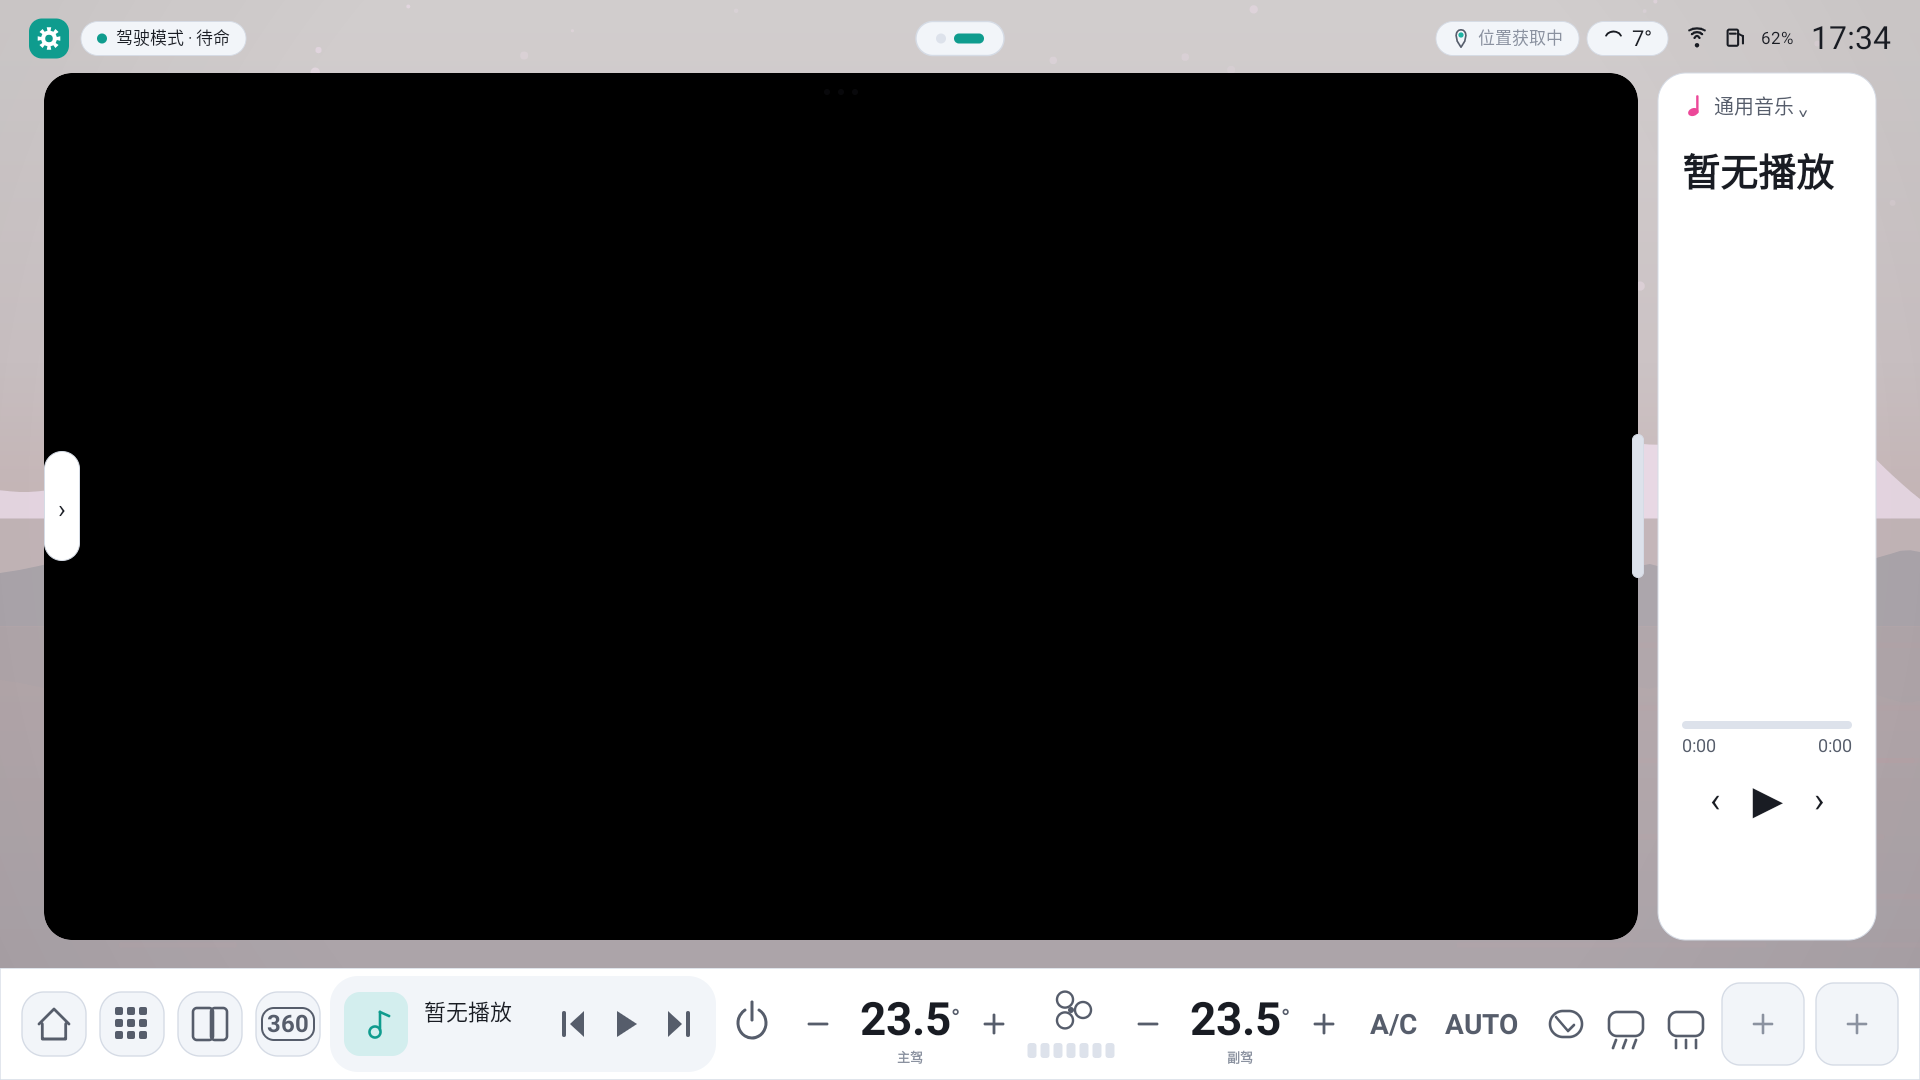 驾驶模式 · 待命
位置获取中
7°
62%
17:34
通用音乐
暂无播放
0:00
0:00
360
暂无播放
23.5°
主驾
23.5°
副驾
A/C
AUTO